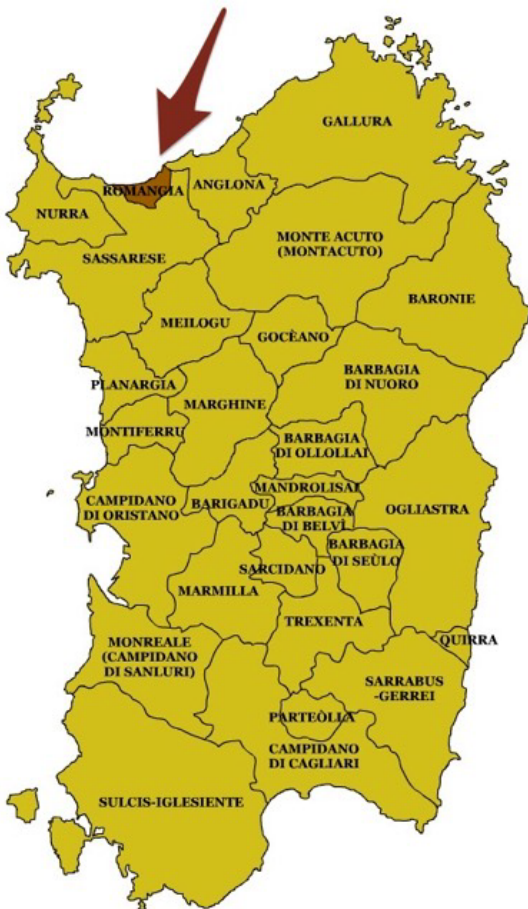 GALLURA
ROMANGIA
ANGLONA
NURRA
MONTE ACUTO
(MONTACUTO)
SASSARESE
BARONIE
MEILOGU
GOCÈANO
PLANARGIA
BARBAGIA
DI NUORO
MARGHINE
MONTIFERRU
BARBAGIA
DI OLLOLLAI
MANDROLISAI
CAMPIDANO
DI ORISTANO
BARIGADU
OGLIASTRA
BARBAGIA
DI BELVÌ
BARBAGIA
DI SEÙLO
SARCIDANO
MARMILLA
TREXENTA
MONREALE
(CAMPIDANO
DI SANLURI)
QUIRRA
SARRABUS
-GERREI
PARTEÒLLA
CAMPIDANO
DI CAGLIARI
SULCIS-IGLESIENTE